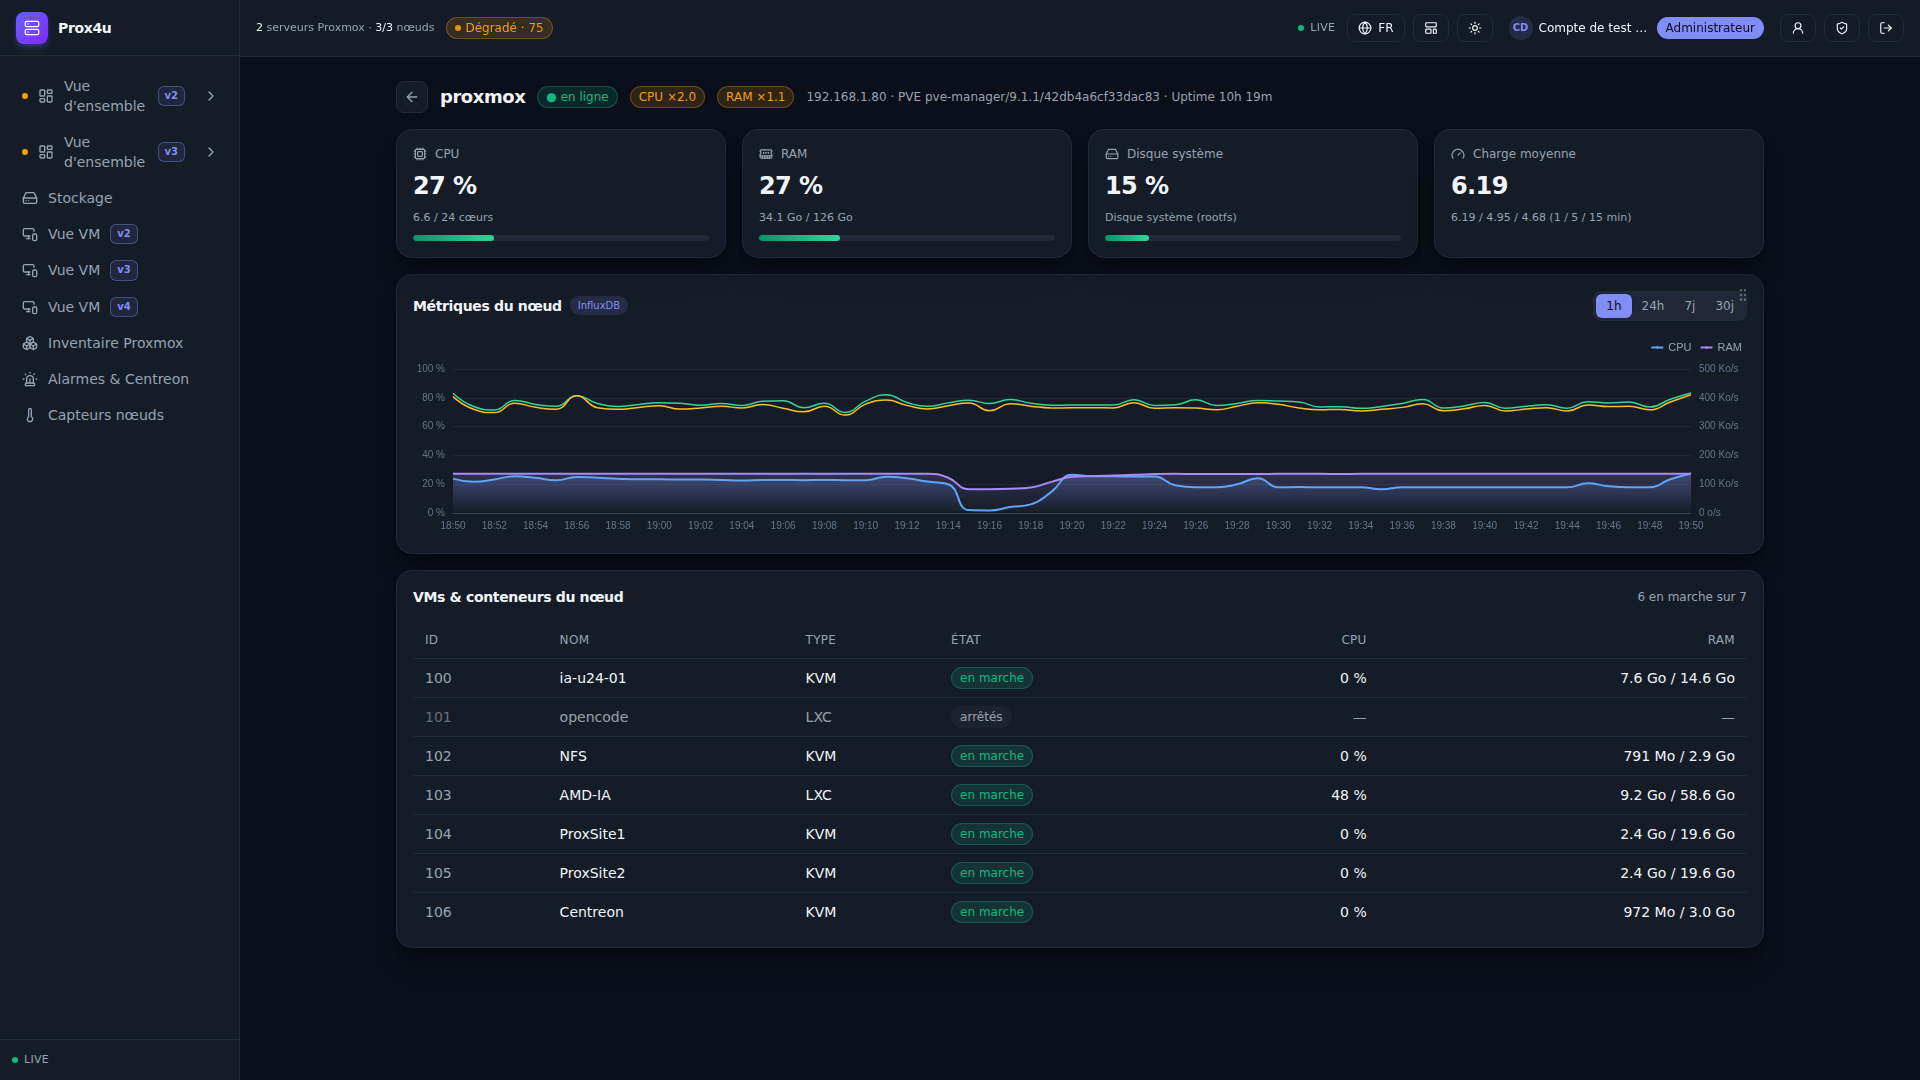 Prox4u
2 serveurs Proxmox · 3/3 nœuds
Dégradé · 75
LIVE
FR
CD Compte de test ...
Administrateur
Vue d'ensemble v2
Vue d'ensemble v3
Stockage
Vue VM v2
Vue VM v3
Vue VM v4
Inventaire Proxmox
Alarmes & Centreon
Capteurs nœuds
LIVE
proxmox
en ligne
CPU ×2.0
RAM ×1.1
192.168.1.80 · PVE pve-manager/9.1.1/42db4a6cf33dac83 · Uptime 10h 19m
CPU
27 %
6.6 / 24 cœurs
RAM
27 %
34.1 Go / 126 Go
Disque système
15 %
Disque système (rootfs)
Charge moyenne
6.19
6.19 / 4.95 / 4.68 (1 / 5 / 15 min)
Métriques du nœud InfluxDB
1h 24h 7j 30j
CPU RAM
100 % 500 Ko/s
80 % 400 Ko/s
60 % 300 Ko/s
40 % 200 Ko/s
20 % 100 Ko/s
0 % 0 o/s
18:50 18:52 18:54 18:56 18:58 19:00 19:02 19:04 19:06 19:08 19:10 19:12 19:14 19:16 19:18 19:20 19:22 19:24 19:26 19:28 19:30 19:32 19:34 19:36 19:38 19:40 19:42 19:44 19:46 19:48 19:50
VMs & conteneurs du nœud 6 en marche sur 7
ID NOM TYPE ÉTAT CPU RAM
100 ia-u24-01 KVM en marche 0 % 7.6 Go / 14.6 Go
101 opencode LXC arrêtés — —
102 NFS KVM en marche 0 % 791 Mo / 2.9 Go
103 AMD-IA LXC en marche 48 % 9.2 Go / 58.6 Go
104 ProxSite1 KVM en marche 0 % 2.4 Go / 19.6 Go
105 ProxSite2 KVM en marche 0 % 2.4 Go / 19.6 Go
106 Centreon KVM en marche 0 % 972 Mo / 3.0 Go